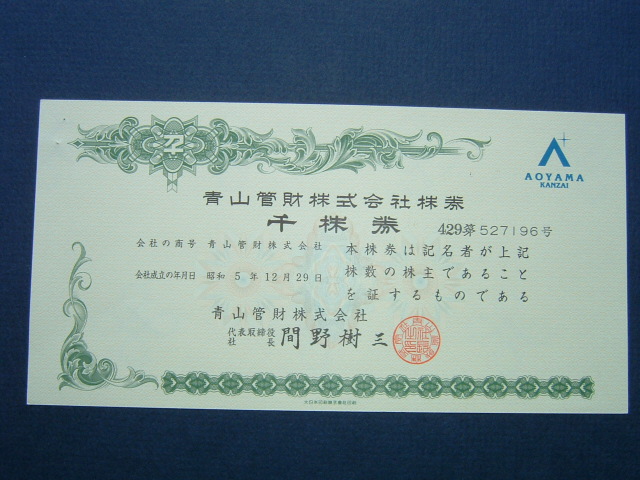 AOYAMA
KANZAI
青山管財株式会社株券
千株券
429第527196号
会社の商号 青山管財株式会社
会社成立の年月日 昭和5年12月29日
本株券は記名者が上記
株数の株主であること
を証するものである
青山管財株式会社
代表取締役
社長 間野樹三